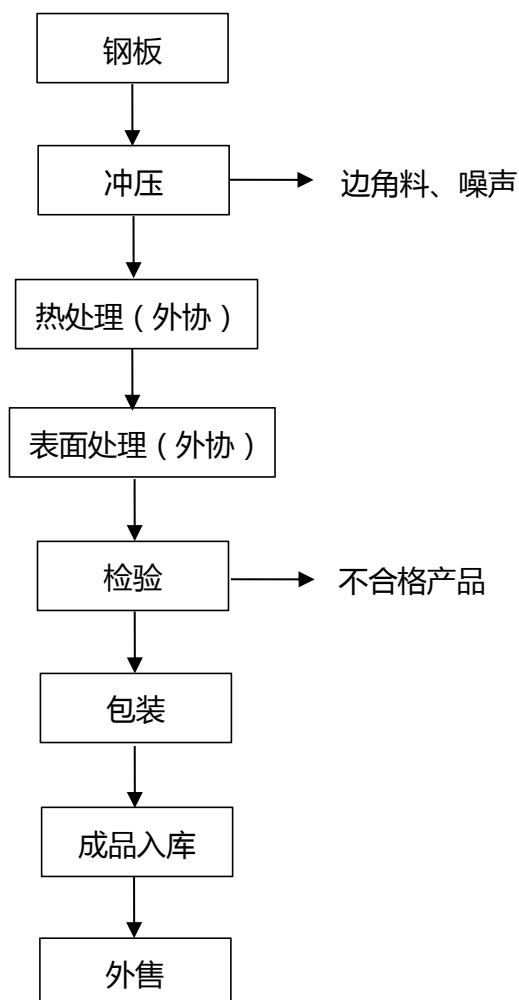 钢板
冲压
边角料、噪声
热处理（外协）
表面处理（外协）
检验
不合格产品
包装
成品入库
外售